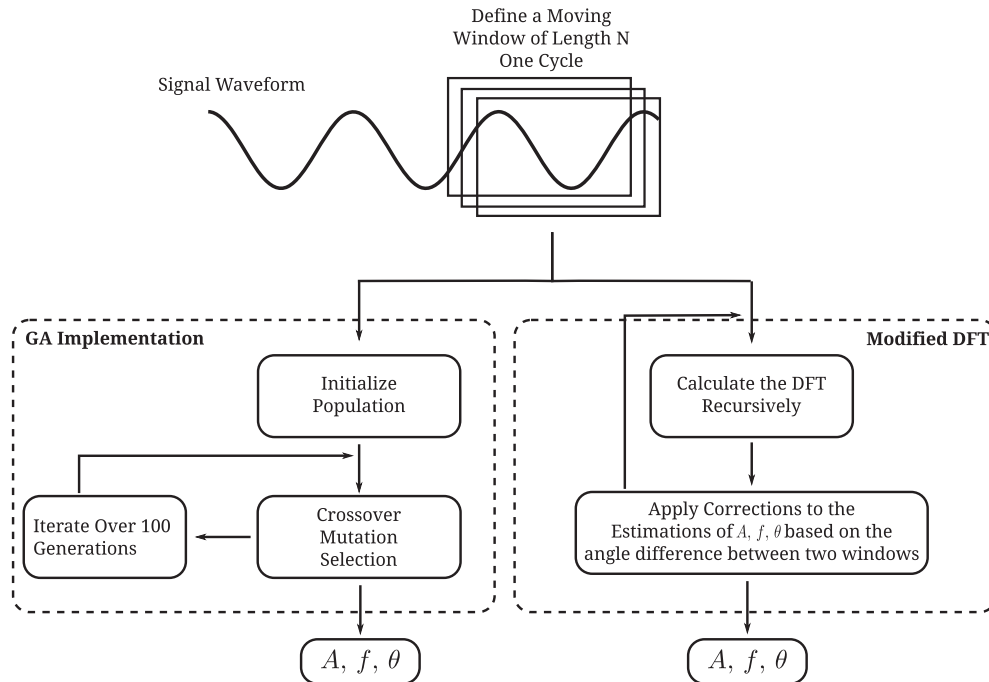 Define a Moving
Window of Length N
One Cycle
Signal Waveform
GA Implementation
Initialize
Population
Iterate Over 100
Generations
Crossover
Mutation
Selection
A, f, θ
Modified DFT
Calculate the DFT
Recursively
Apply Corrections to the
Estimations of A, f, θ based on the
angle difference between two windows
A, f, θ